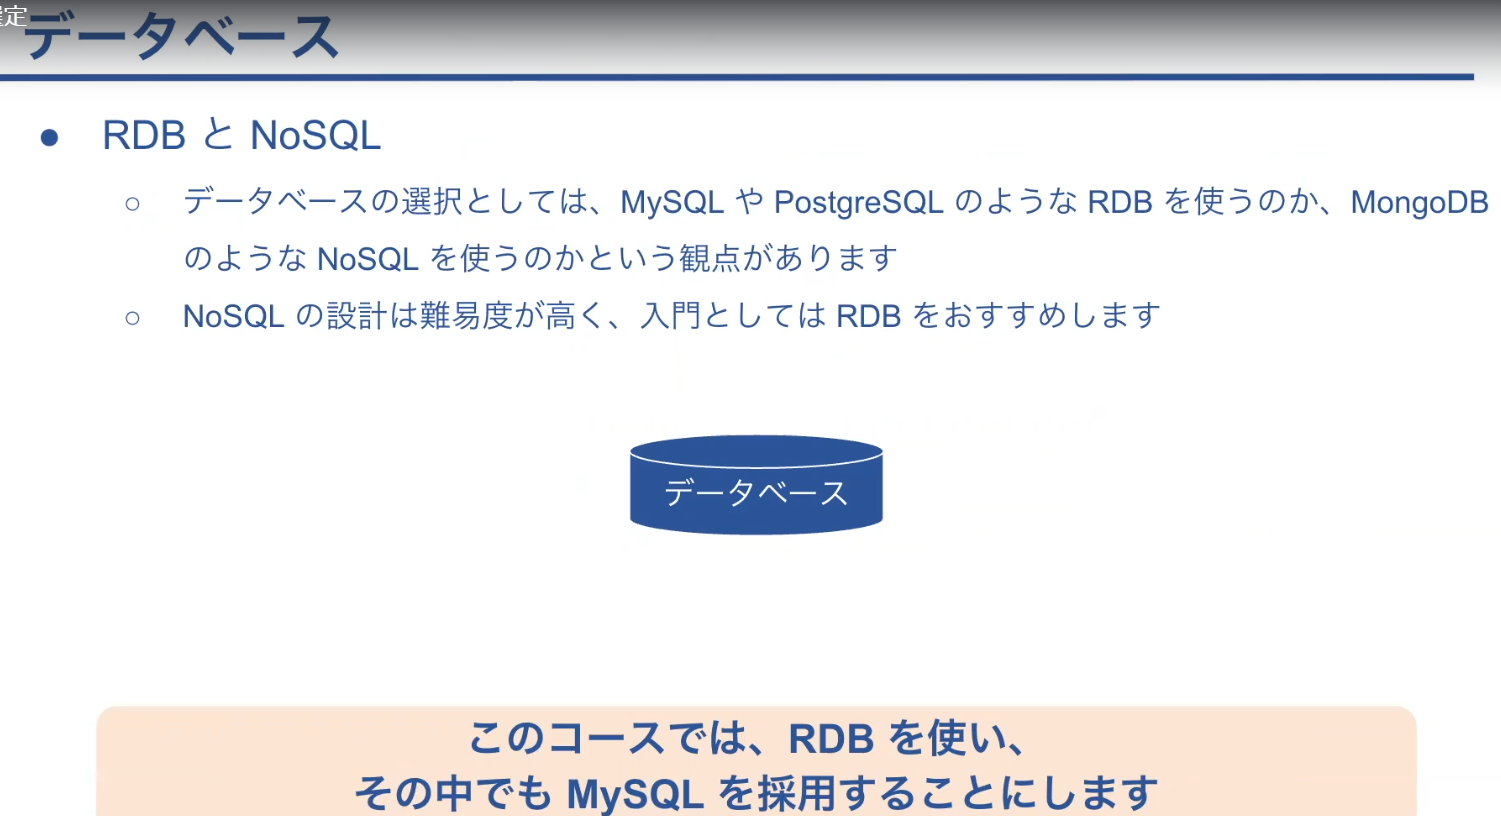 定
データベース
● RDB と NoSQL
○ データベースの選択としては、MySQL や PostgreSQL のような RDB を使うのか、MongoDB
のような NoSQL を使うのかという観点があります
○ NoSQL の設計は難易度が高く、入門としては RDB をおすすめします
データベース
このコースでは、RDB を使い、
その中でも MySQL を採用することにします